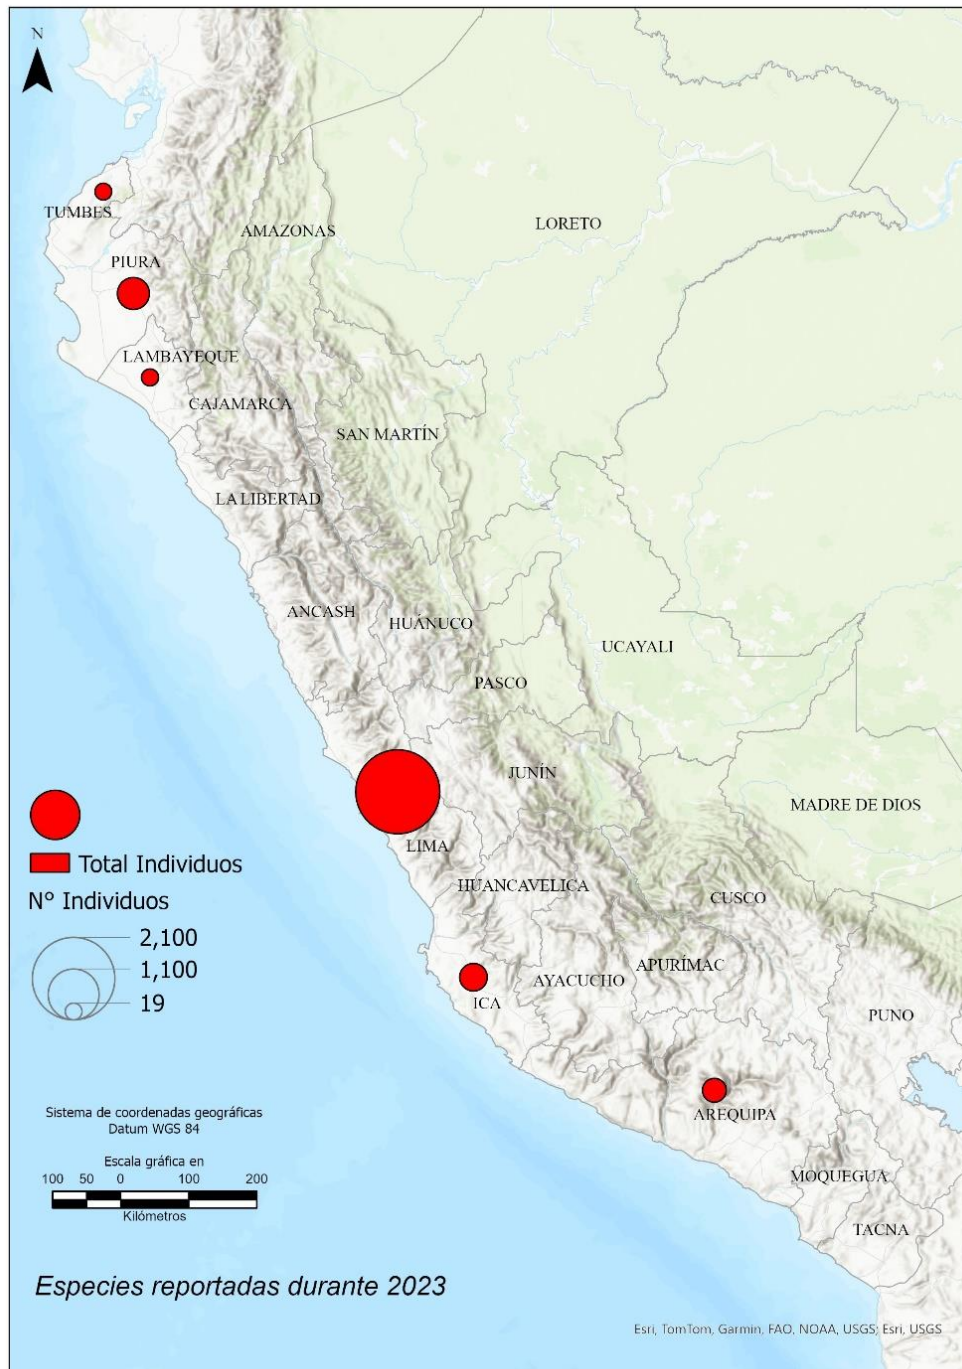 N
TUMBES
AMAZONAS
LORETO
PIURA
LAMBAYEQUE
CAJAMARCA
SAN MARTÍN
LA LIBERTAD
ANCASH
HUÁNUCO
UCAYALI
PASCO
JUNÍN
MADRE DE DIOS
LIMA
HUANCAVELICA
CUSCO
APURÍMAC
AYACUCHO
ICA
PUNO
AREQUIPA
MOQUEGUA
TACNA
Total Individuos
N° Individuos
2,100
1,100
19
Sistema de coordenadas geográficas
Datum WGS 84
Escala gráfica en
100 50 0 100 200
Kilómetros
Especies reportadas durante 2023
Esri, TomTom, Garmin, FAO, NOAA, USGS; Esri, USGS